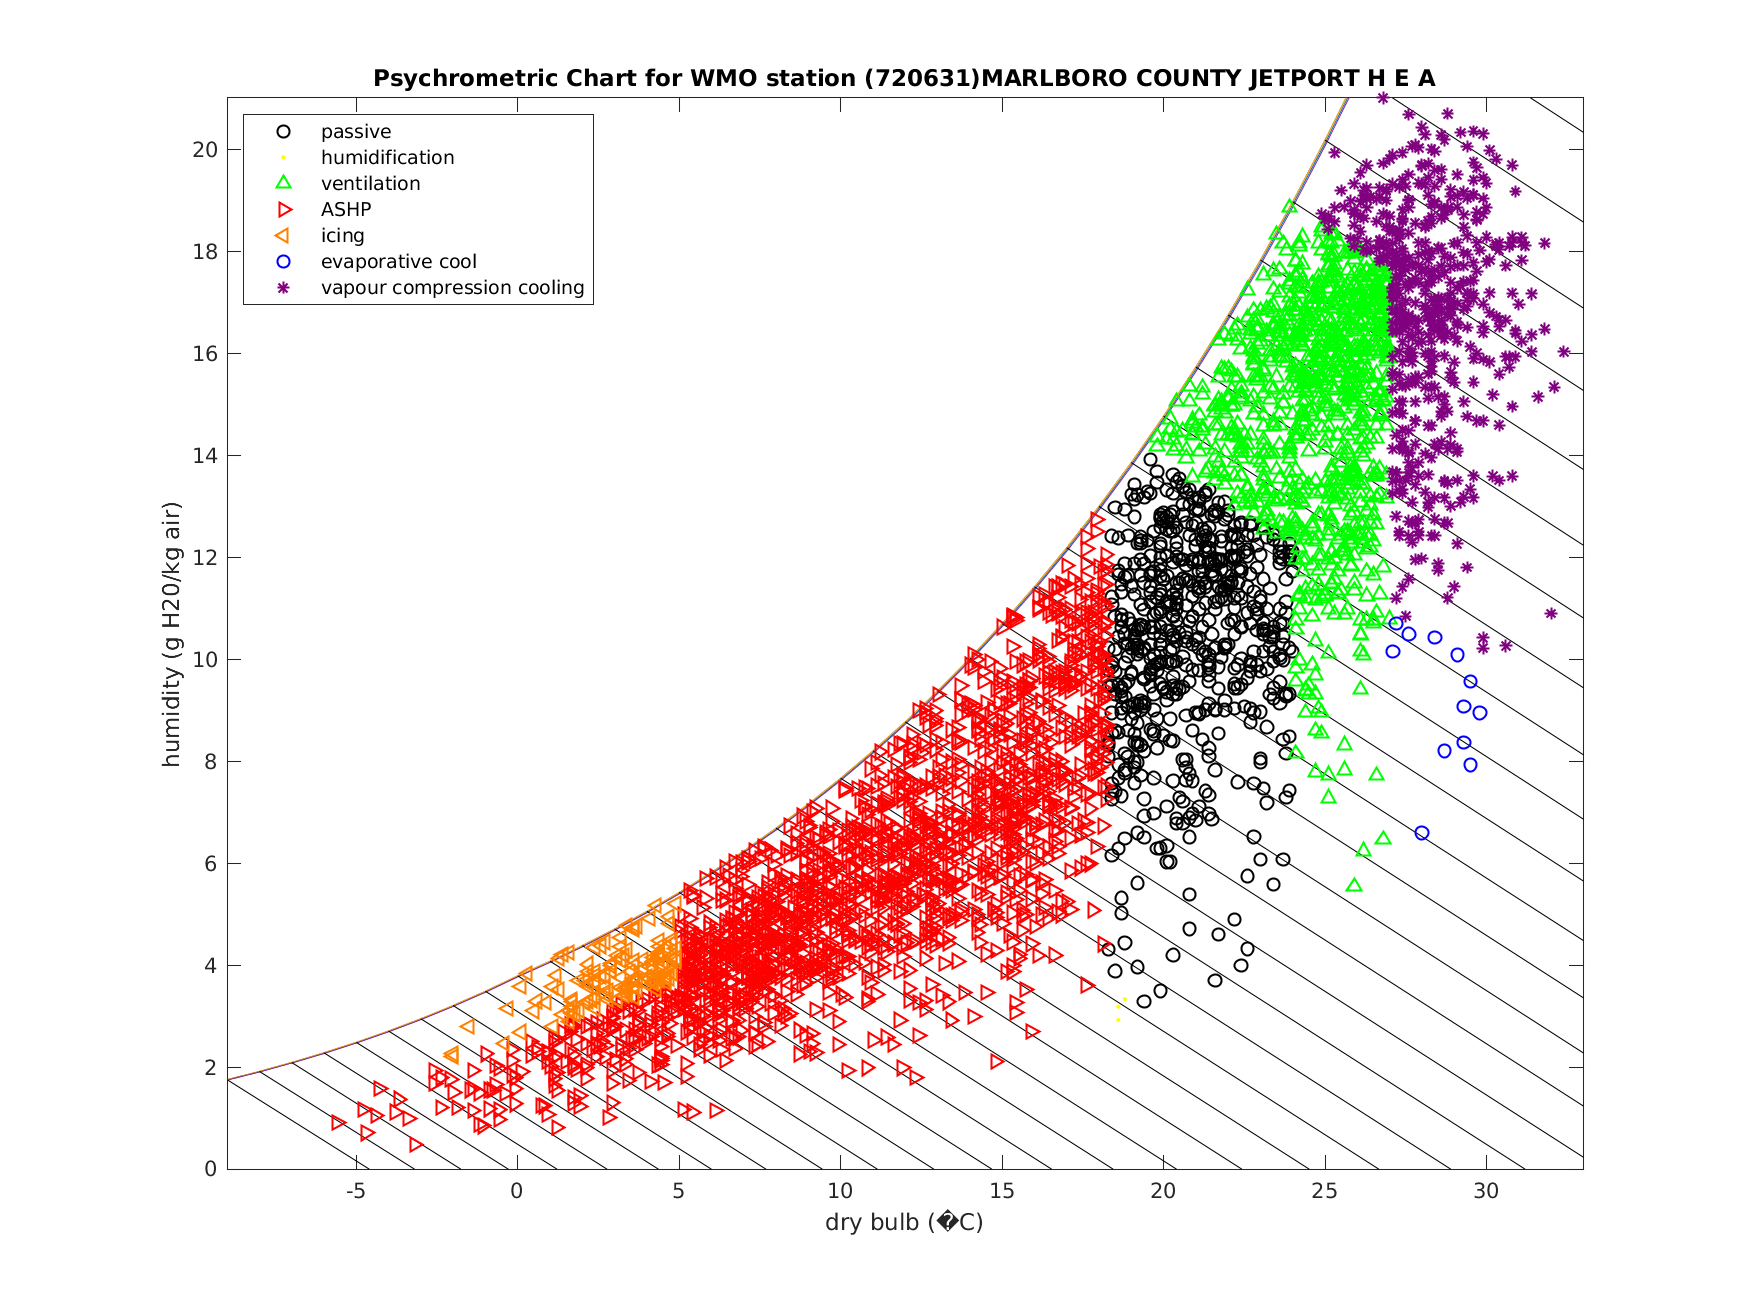 Psychrometric Chart for WMO station (720631)MARLBORO COUNTY JETPORT H E A
passive
humidification
ventilation
ASHP
icing
evaporative cool
vapour compression cooling
humidity (g H20/kg air)
20
18
16
14
12
10
8
6
4
2
0
-5 0 5 10 15 20 25 30
dry bulb (�C)